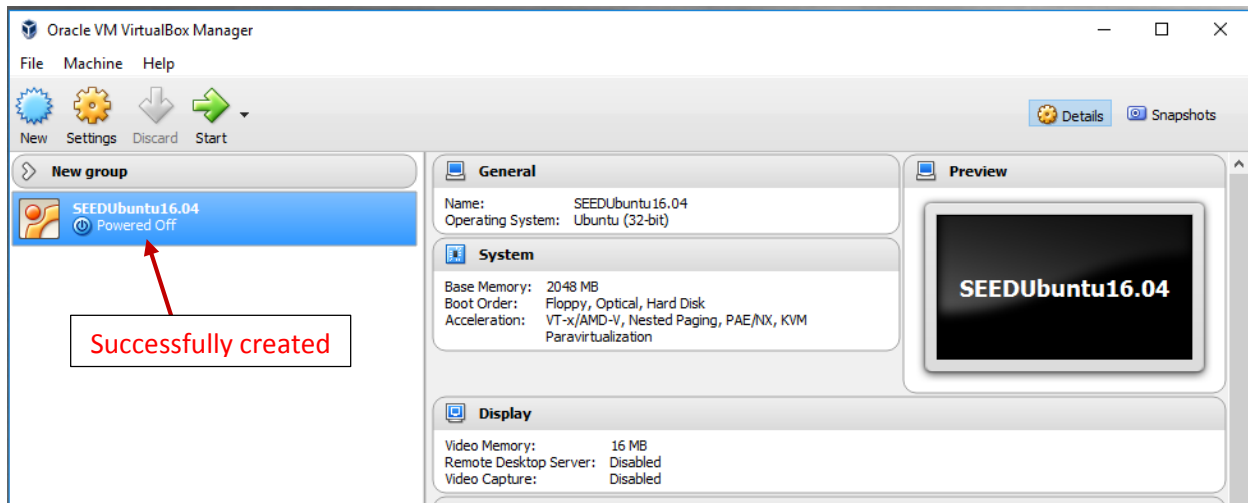 Oracle VM VirtualBox Manager
File Machine Help
New Settings Discard Start
Details Snapshots
New group
SEEDUbuntu16.04
Powered Off
Successfully created
General
Name: SEEDUbuntu16.04
Operating System: Ubuntu (32-bit)
System
Base Memory: 2048 MB
Boot Order: Floppy, Optical, Hard Disk
Acceleration: VT-x/AMD-V, Nested Paging, PAE/NX, KVM
Paravirtualization
Preview
SEEDUbuntu16.04
Display
Video Memory: 16 MB
Remote Desktop Server: Disabled
Video Capture: Disabled